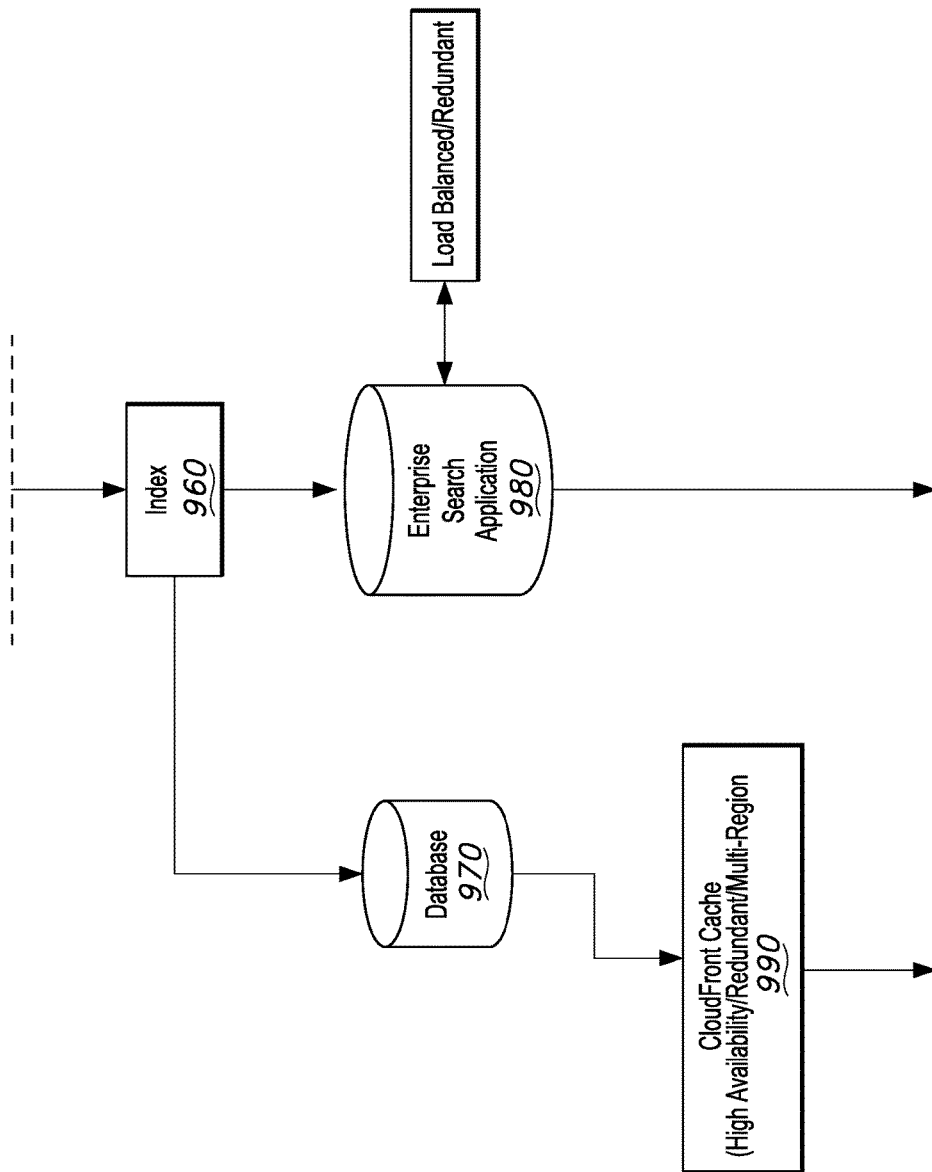 Index
960
Load Balanced/Redundant
Enterprise
Search
Application
980
Database
970
CloudFront Cache
(High Availability/Redundant/Multi-Region
990